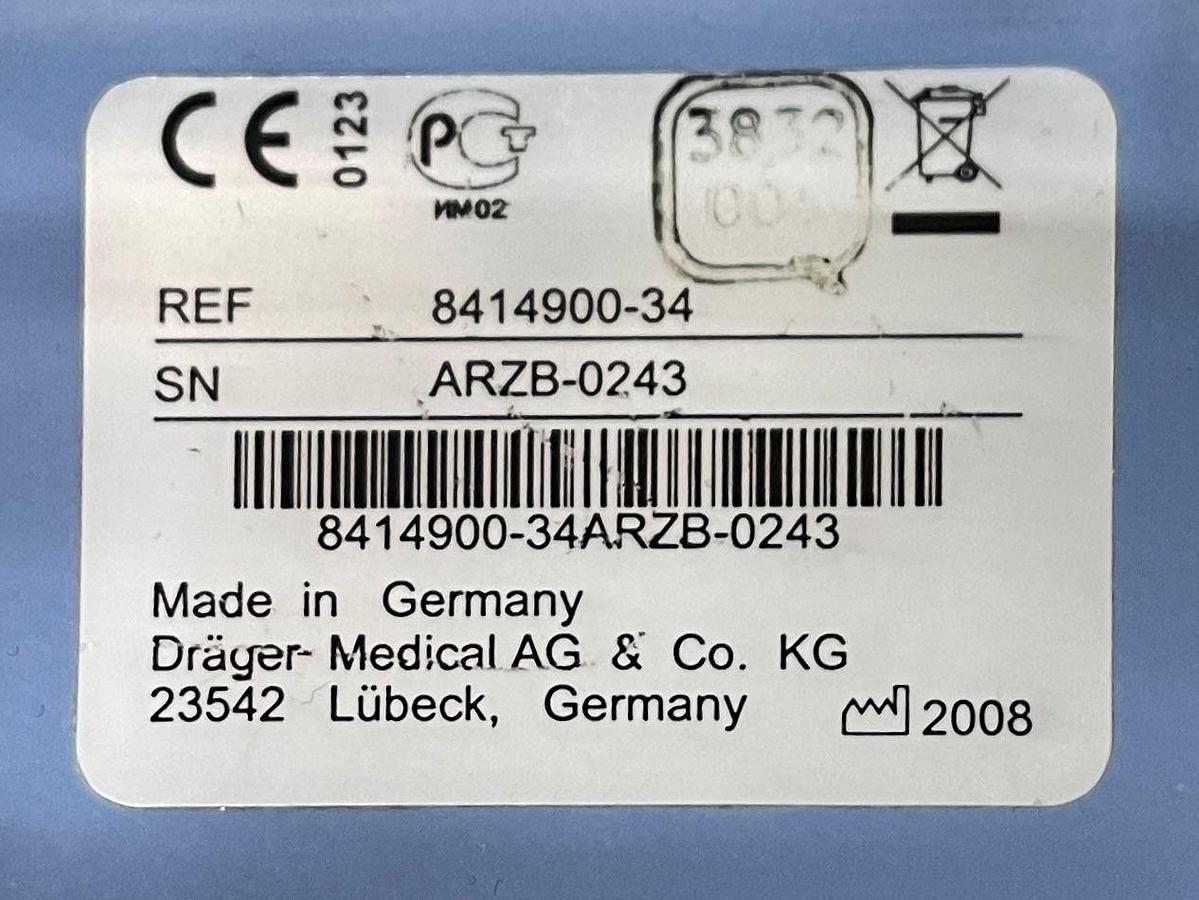 CE 0123 PCT
ИМ02
3832
REF 8414900-34
SN ARZB-0243
8414900-34ARZB-0243
Made in Germany
Dräger Medical AG & Co. KG
23542 Lübeck, Germany
2008